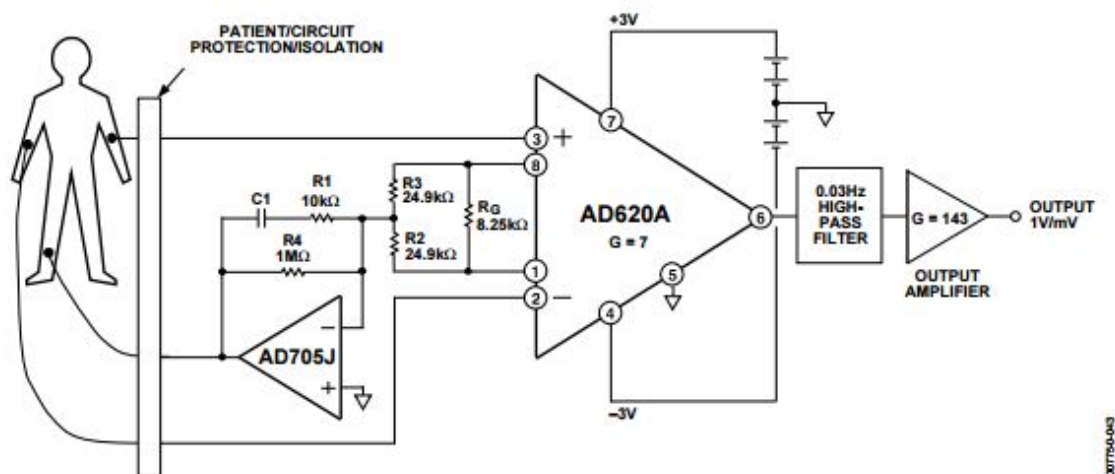 PATIENT/CIRCUIT
PROTECTION/ISOLATION
+3V
3
+
8
7
R1
10kΩ
C1
R3
24.9kΩ
RG
8.25kΩ
R4
1MΩ
R2
24.9kΩ
AD620A
G = 7
6
0.03Hz
HIGH-
PASS
FILTER
G = 143
OUTPUT
1V/mV
OUTPUT
AMPLIFIER
1
2
–
5
4
–
AD705J
+
–3V